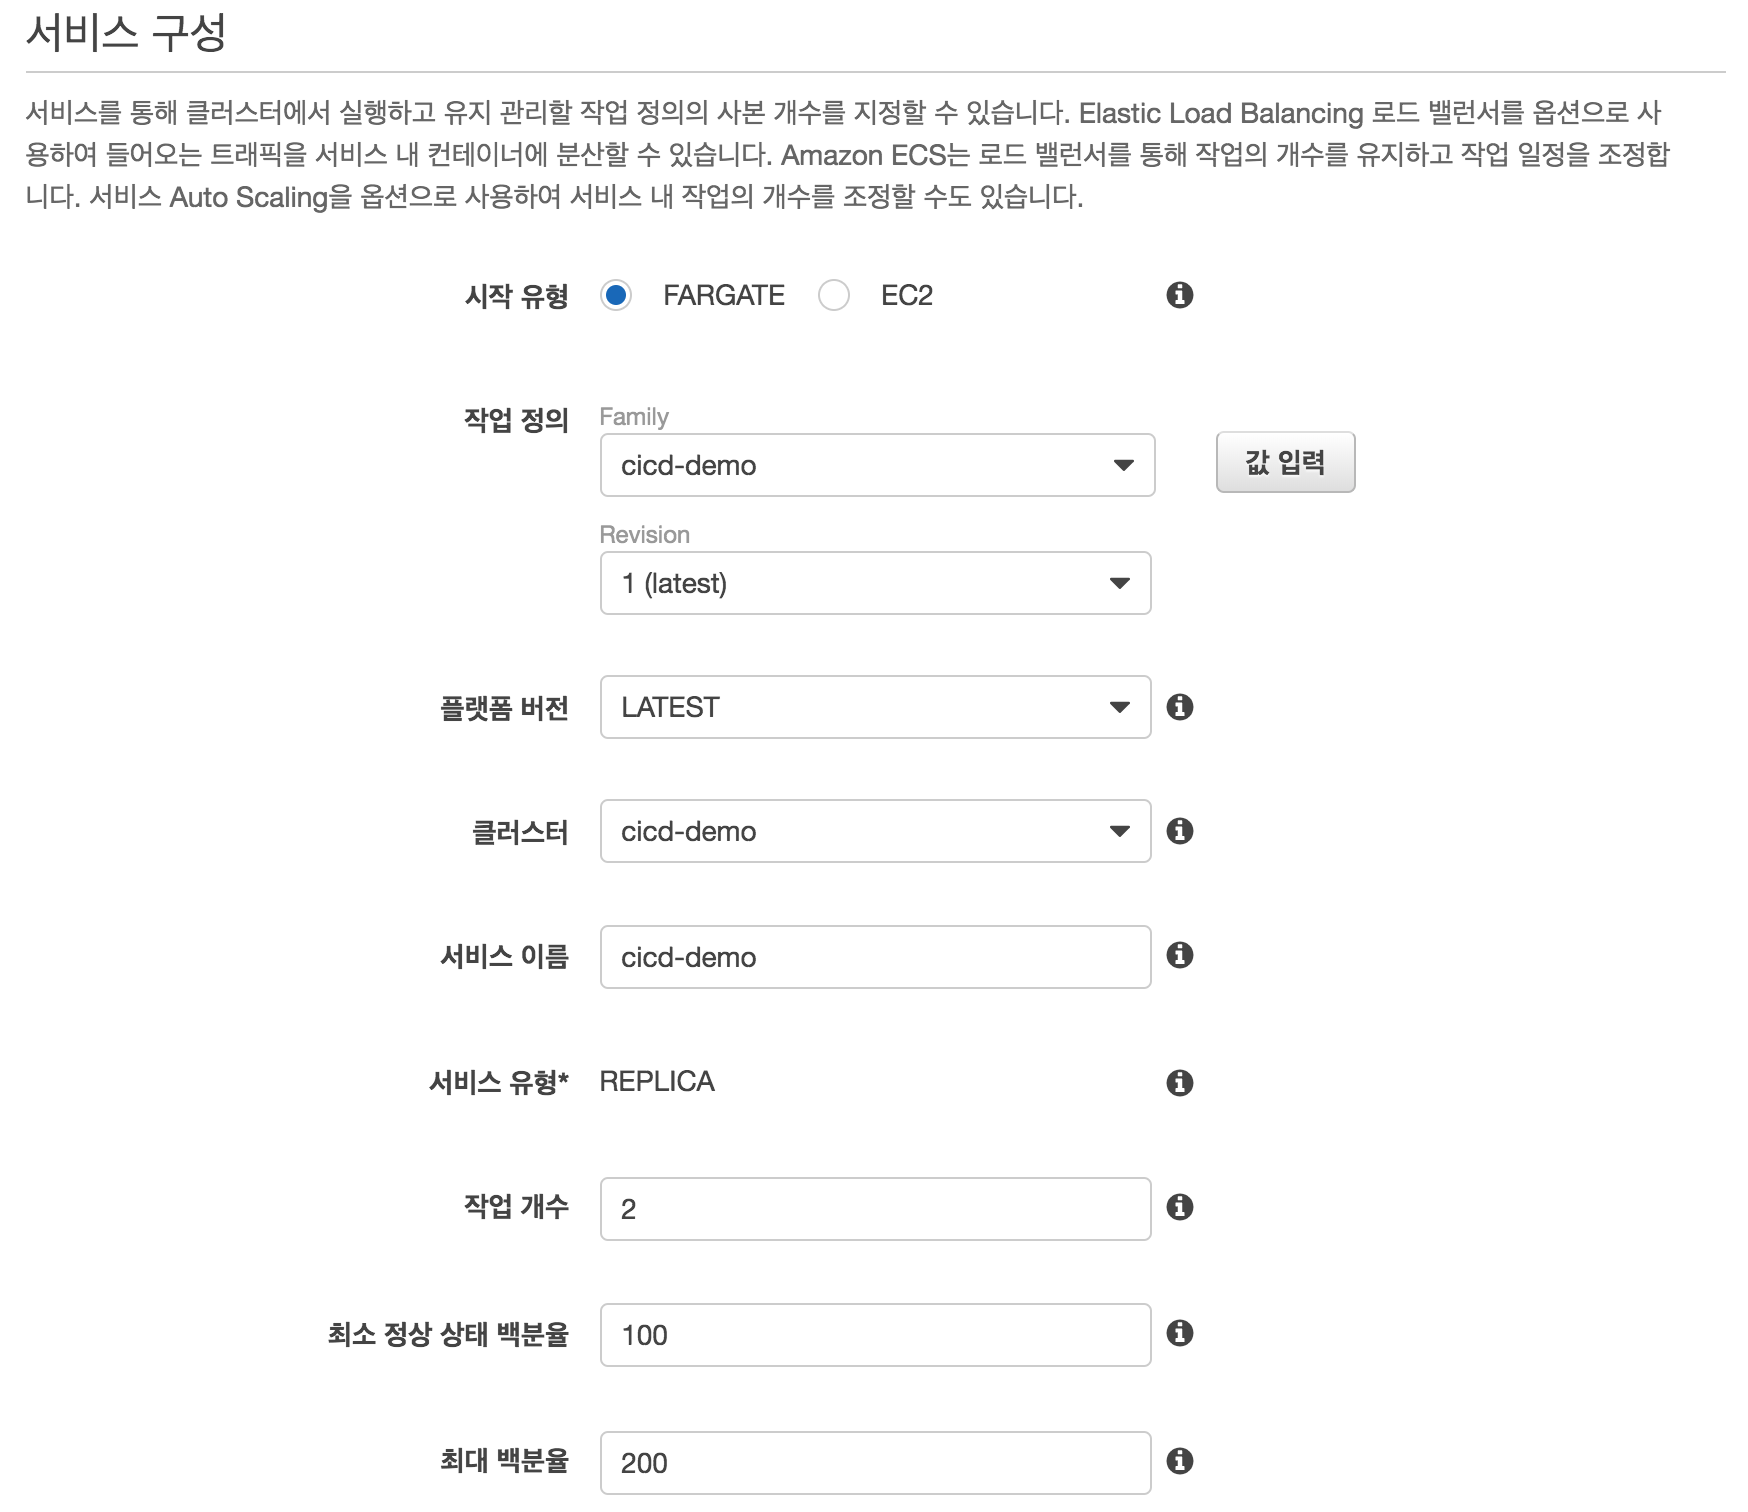 서비스 구성
서비스를 통해 클러스터에서 실행하고 유지 관리할 작업 정의의 사본 개수를 지정할 수 있습니다. Elastic Load Balancing 로드 밸런서를 옵션으로 사
용하여 들어오는 트래픽을 서비스 내 컨테이너에 분산할 수 있습니다. Amazon ECS는 로드 밸런서를 통해 작업의 개수를 유지하고 작업 일정을 조정합
니다. 서비스 Auto Scaling을 옵션으로 사용하여 서비스 내 작업의 개수를 조정할 수도 있습니다.
시작 유형 FARGATE EC2
작업 정의 Family
cicd-demo 값 입력
Revision
1 (latest)
플랫폼 버전 LATEST
클러스터 cicd-demo
서비스 이름 cicd-demo
서비스 유형* REPLICA
작업 개수 2
최소 정상 상태 백분율 100
최대 백분율 200